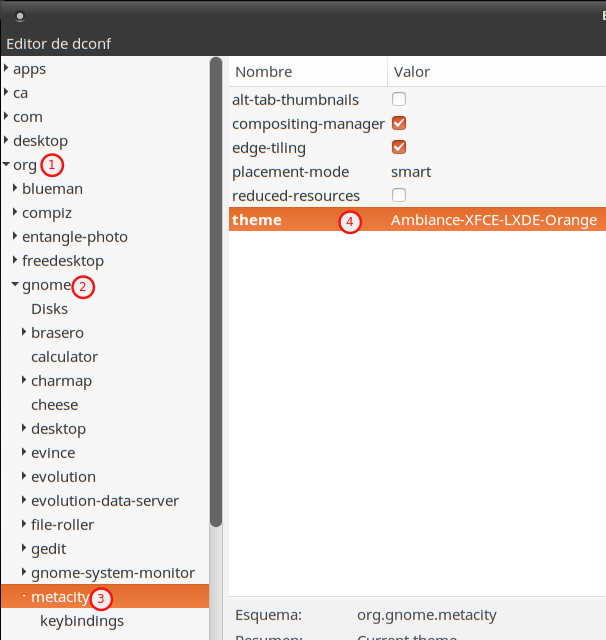 Editor de dconf
apps
ca
com
desktop
org 1
blueman
compiz
entangle-photo
freedesktop
gnome 2
Disks
brasero
calculator
charmap
cheese
desktop
evince
evolution
evolution-data-server
file-roller
gedit
gnome-system-monitor
metacity 3
keybindings
Nombre Valor
alt-tab-thumbnails
compositing-manager
edge-tiling
placement-mode smart
reduced-resources
theme 4 Ambiance-XFCE-LXDE-Orange
Esquema: org.gnome.metacity
Resumen: Current theme